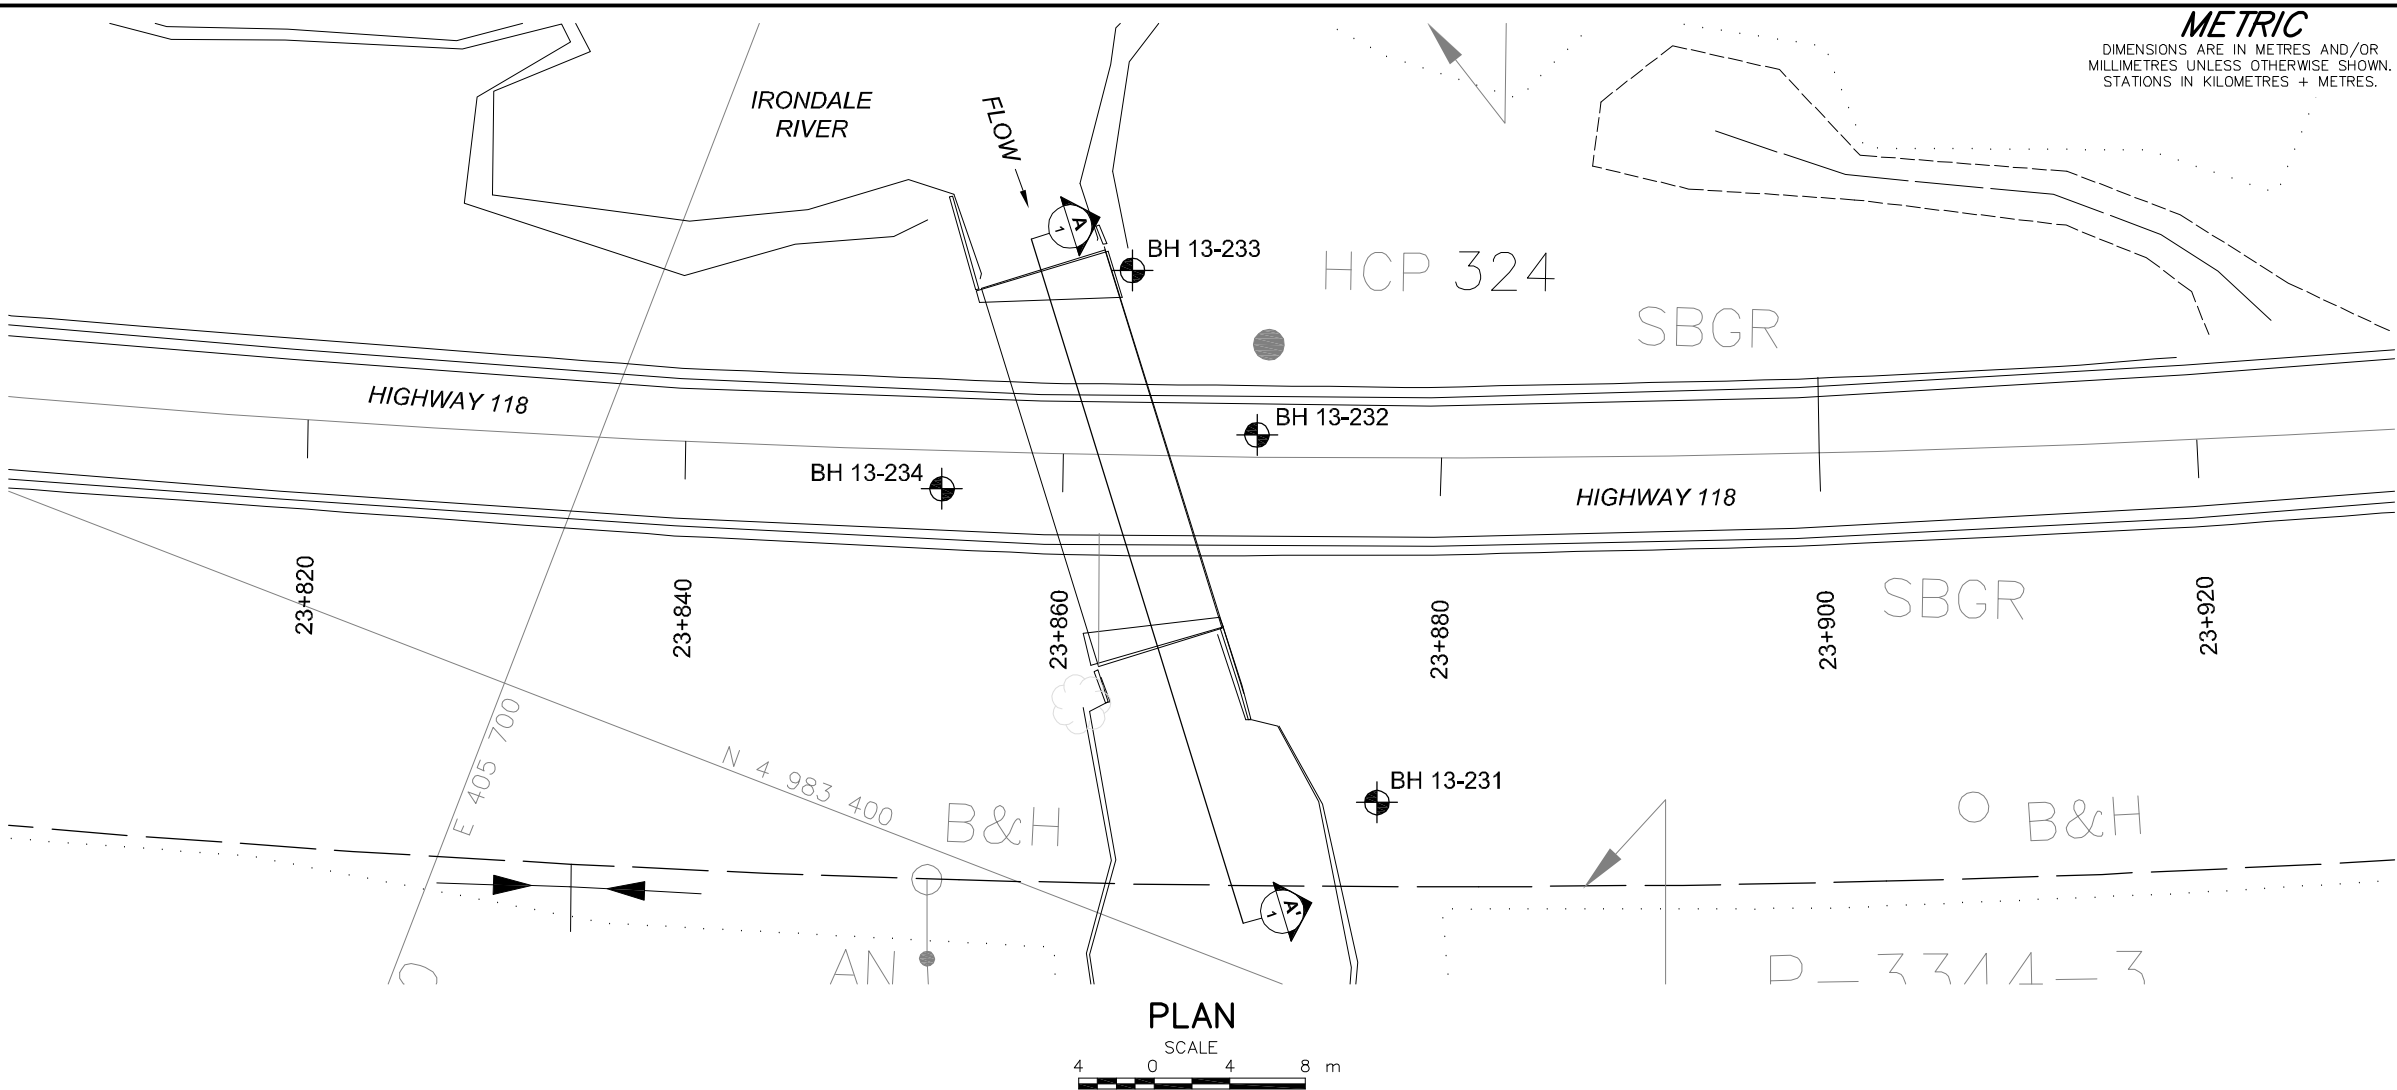 METRIC
DIMENSIONS ARE IN METRES AND/OR
MILLIMETRES UNLESS OTHERWISE SHOWN.
STATIONS IN KILOMETRES + METRES.
IRONDALE
RIVER
FLOW
A
1
BH 13-233
HCP 324
SBGR
HIGHWAY 118
BH 13-232
BH 13-234
HIGHWAY 118
23+820
23+840
23+860
23+880
23+900
23+920
SBGR
E 405 700
N 4 983 400
B&H
BH 13-231
B&H
A'
1
AN
PLAN
SCALE
4 0 4 8 m